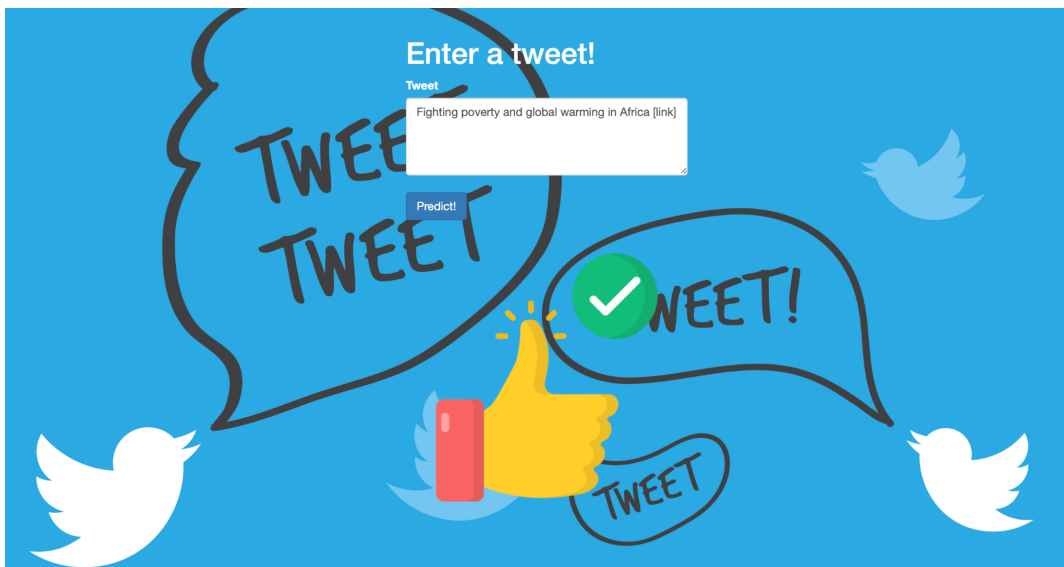 Enter a tweet!
Tweet
Fighting poverty and global warming in Africa [link]
Predict!
TWEET
TWEET
TWEET!
TWEET